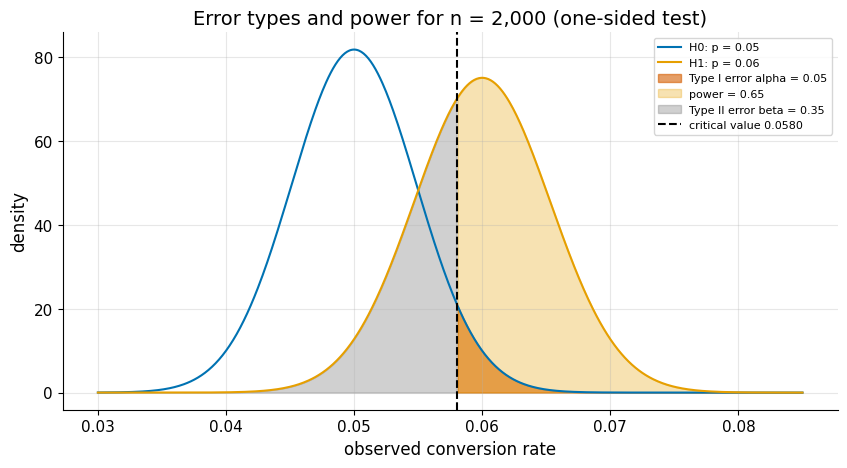 Error types and power for n = 2,000 (one-sided test)
H0: p = 0.05
H1: p = 0.06
Type I error alpha = 0.05
power = 0.65
Type II error beta = 0.35
critical value 0.0580
density
80
60
40
20
0
0.03 0.04 0.05 0.06 0.07 0.08
observed conversion rate